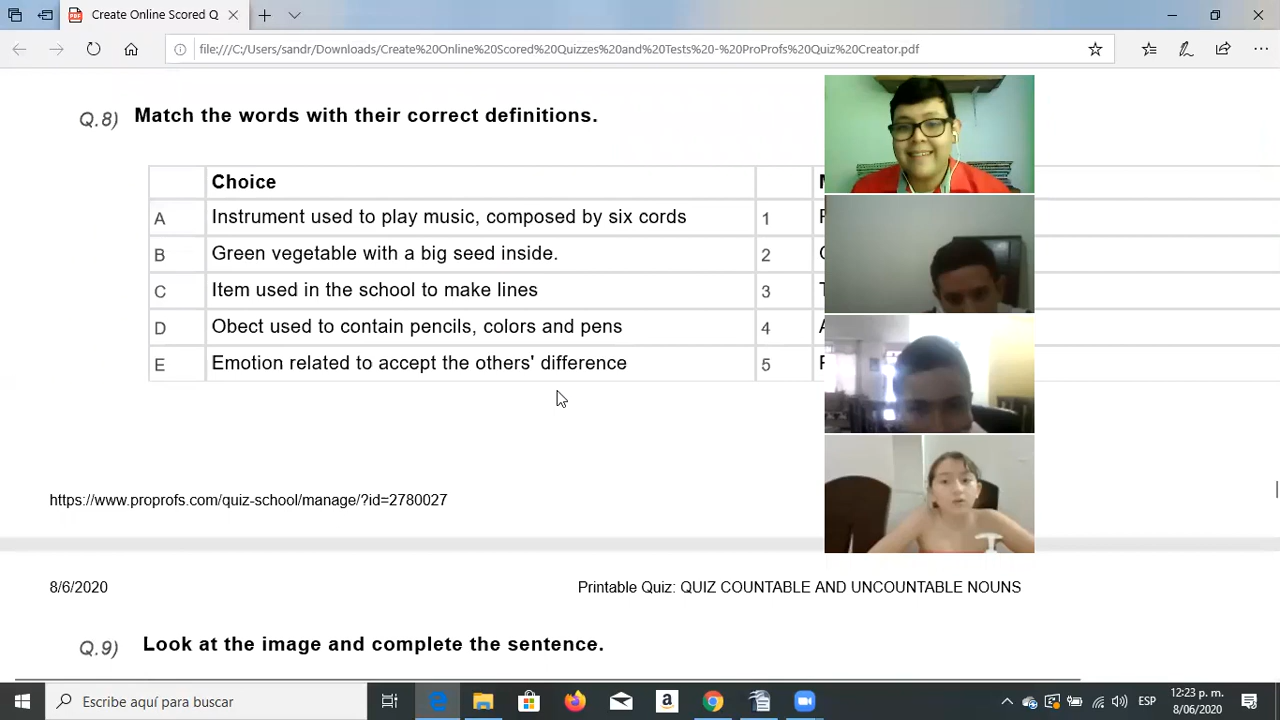 Create Online Scored Q
file:///C:/Users/sandr/Downloads/Create%20Online%20Scored%20Quizzes%20and%20Tests%20-%20ProProfs%20Quiz%20Creator.pdf
Q.8) Match the words with their correct definitions.
Choice
A Instrument used to play music, composed by six cords 1
B Green vegetable with a big seed inside. 2
C Item used in the school to make lines 3
D Obect used to contain pencils, colors and pens 4
E Emotion related to accept the others' difference 5
https://www.proprofs.com/quiz-school/manage/?id=2780027
8/6/2020 Printable Quiz: QUIZ COUNTABLE AND UNCOUNTABLE NOUNS
Q.9) Look at the image and complete the sentence.
Escribe aquí para buscar ESP 12:23 p. m.
8/06/2020